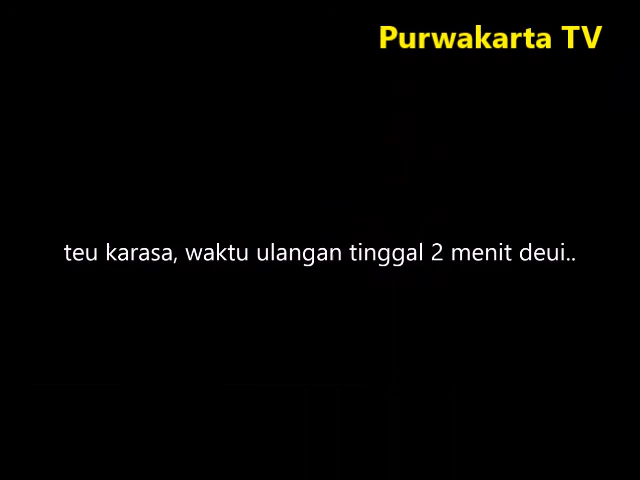 Purwakarta TV
teu karasa, waktu ulangan tinggal 2 menit deui..